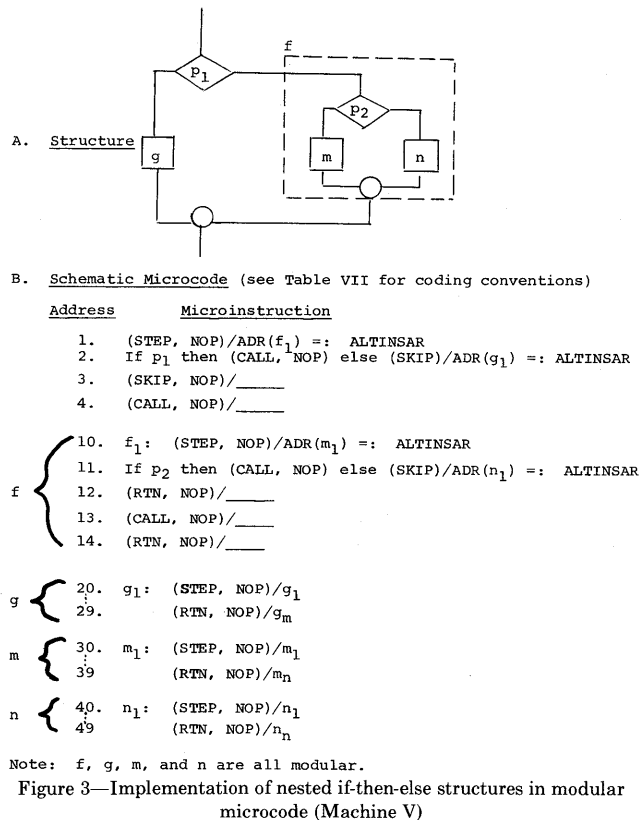 f
p1
p2
A. Structure
g
m
n
B. Schematic Microcode (see Table VII for coding conventions)
Address Microinstruction
1. (STEP, NOP)/ADR(f1) =: ALTINSAR
2. If p1 then (CALL, NOP) else (SKIP)/ADR(g1) =: ALTINSAR
3. (SKIP, NOP)/_____
4. (CALL, NOP)/_____
f
10. f1: (STEP, NOP)/ADR(m1) =: ALTINSAR
11. If p2 then (CALL, NOP) else (SKIP)/ADR(n1) =: ALTINSAR
12. (RTN, NOP)/_____
13. (CALL, NOP)/____
14. (RTN, NOP)/____
g
20. g1: (STEP, NOP)/g1
29. (RTN, NOP)/gm
m
30. m1: (STEP, NOP)/m1
39 (RTN, NOP)/mn
n
40. n1: (STEP, NOP)/n1
49 (RTN, NOP)/nn
Note: f, g, m, and n are all modular.
Figure 3—Implementation of nested if-then-else structures in modular
microcode (Machine V)